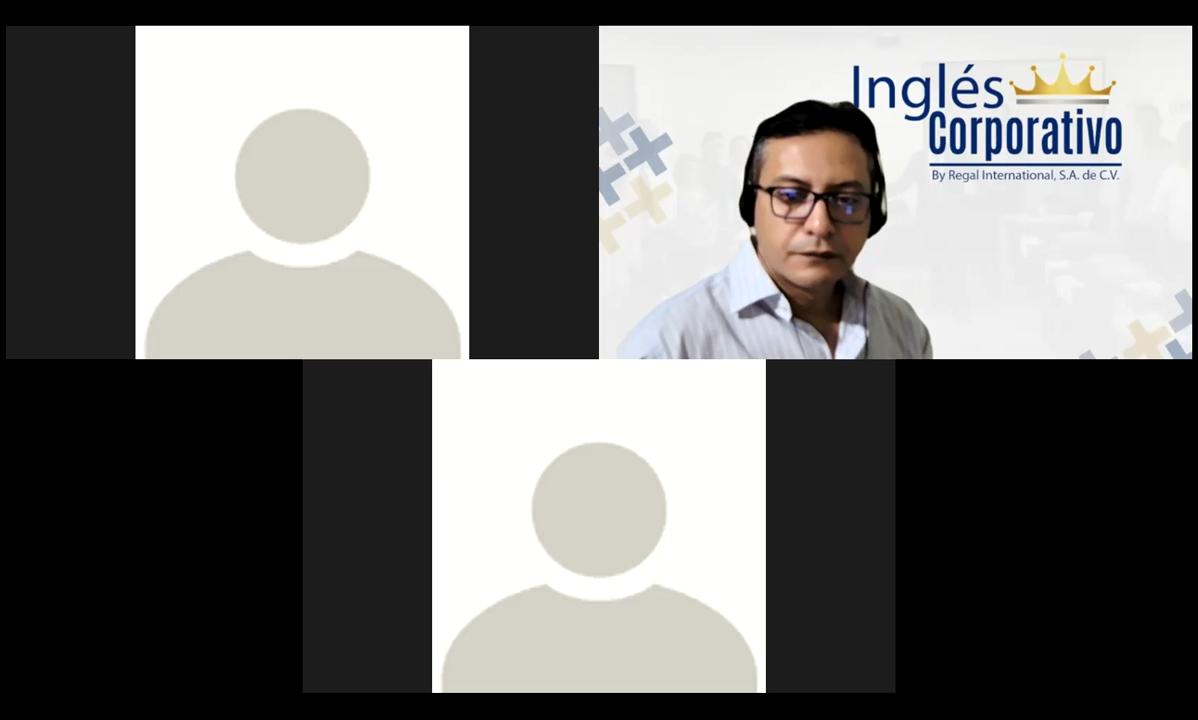 Inglés
Corporativo
By Regal International, S.A. de C.V.